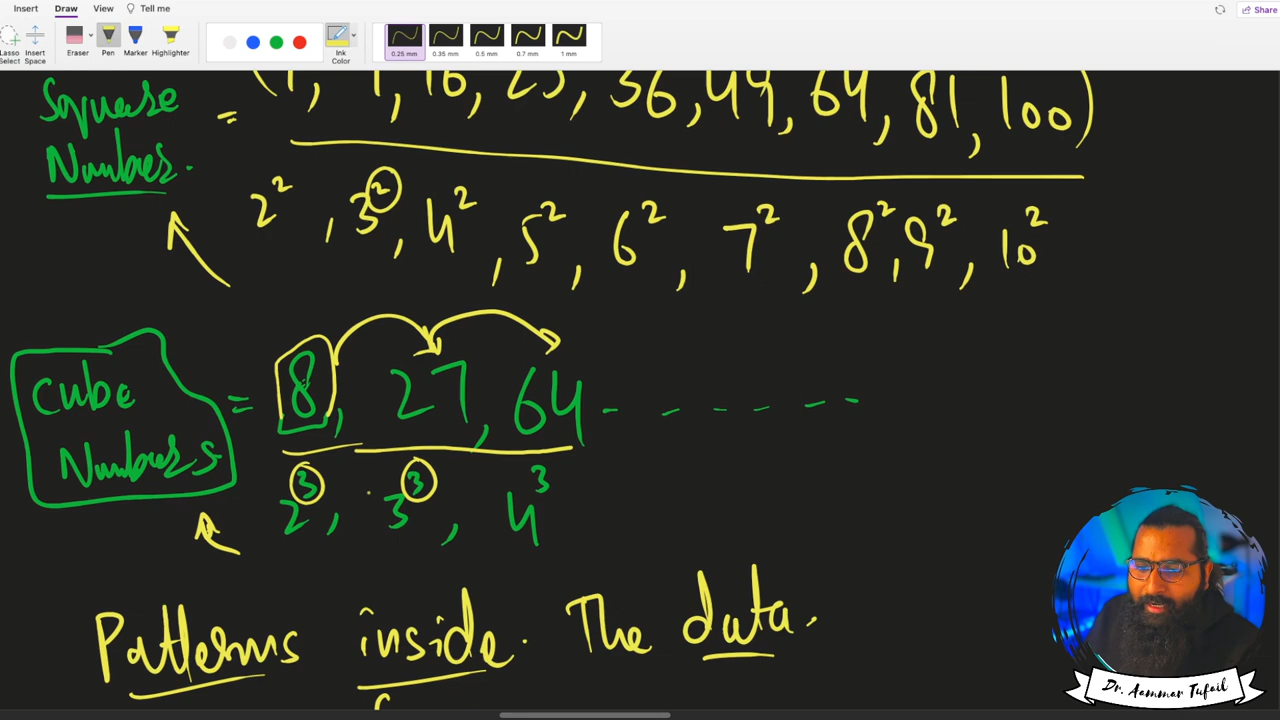 Insert Draw View Tell me Share
Lasso Select Insert Space Eraser Pen Marker Highlighter Ink Color 0.25 mm 0.35 mm 0.5 mm 0.7 mm 1 mm
Square = (1, 4, 16, 25, 36, 49, 64, 81, 100)
Numbers.
2², 3², 4², 5², 6², 7², 8², 9², 10²
Cube = 8, 27, 64 - - - - - -
Numbers
2³, 3³, 4³
Patterns inside. The data.
Dr. Aammar Tufail